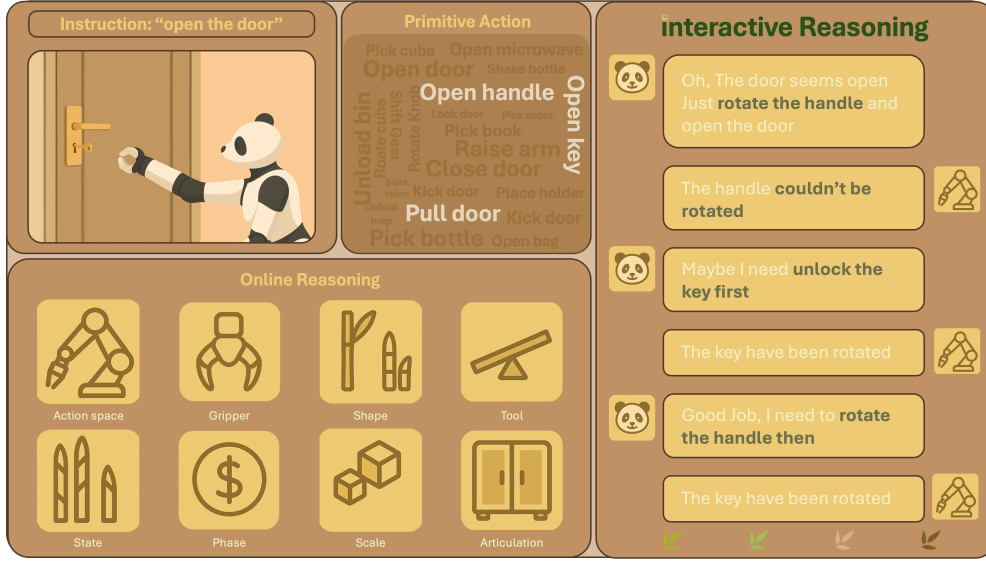 Instruction: “open the door”
Primitive Action
Pick cube
Open microwave
Open door
Shake bottle
Open handle
Open key
Unload bin
Roate cube
Shift Gear
Rotate Knob
Lock door
Pick apple
Pick book
Raise arm
Close door
Stack
cubes
Kick door
Place holder
Unfold
map
Pull door
Kick door
Pick bottle
Open bag
Online Reasoning
Action space
Gripper
Shape
Tool
State
Phase
Scale
Articulation
$
interactive Reasoning
Oh, The door seems open
Just rotate the handle and
open the door
The handle couldn’t be
rotated
Maybe I need unlock the
key first
The key have been rotated
Good Job, I need to rotate
the handle then
The key have been rotated